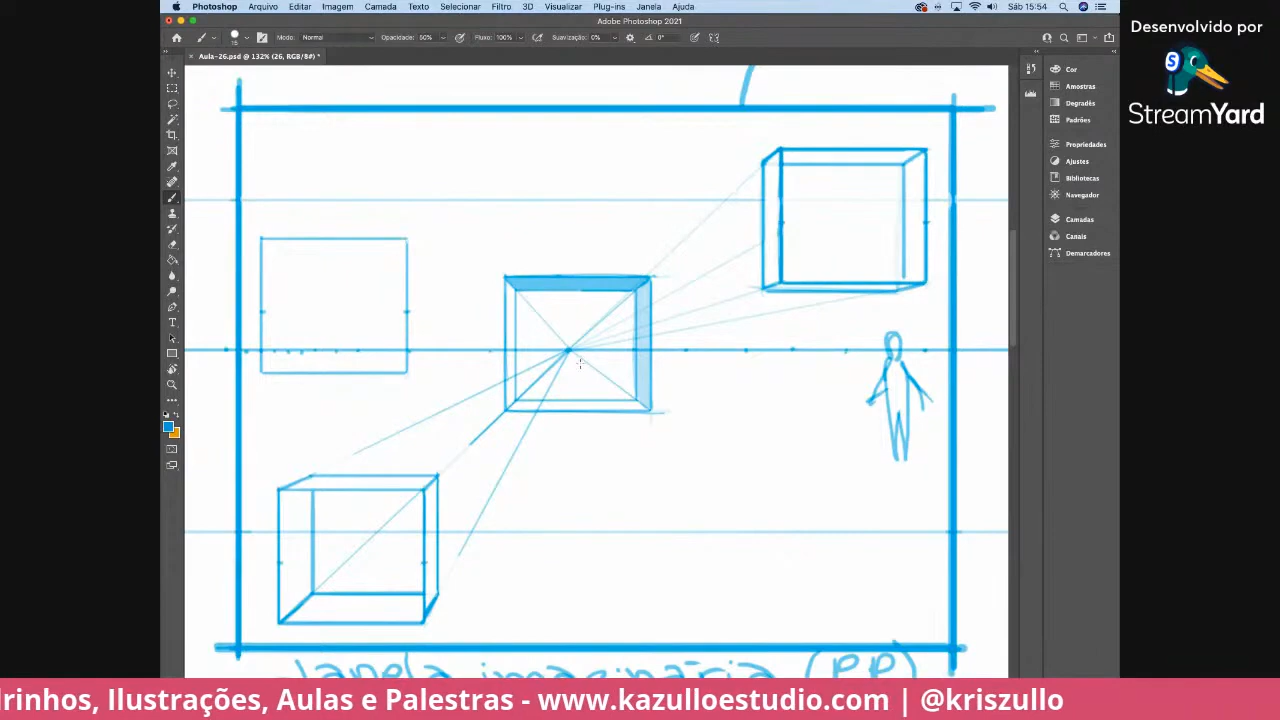 Photoshop Arquivo Editar Imagem Camada Texto Selecionar Filtro 3D Visualizar Plug-ins Janela Ajuda Sáb 15:54
Adobe Photoshop 2021
Modo: Normal Opacidade: 50% Fluxo: 100% Suavização: 0% 0°
15
Aula-26.psd @ 132% (26, RGB/8#) *
Cor
Amostras
Degradês
Padrões
Propriedades
Ajustes
Bibliotecas
Navegador
Camadas
Canais
Demarcadores
Desenvolvido por
StreamYard
Janela imaginária (PP)
drinhos, Ilustrações, Aulas e Palestras - www.kazulloestudio.com | @kriszullo